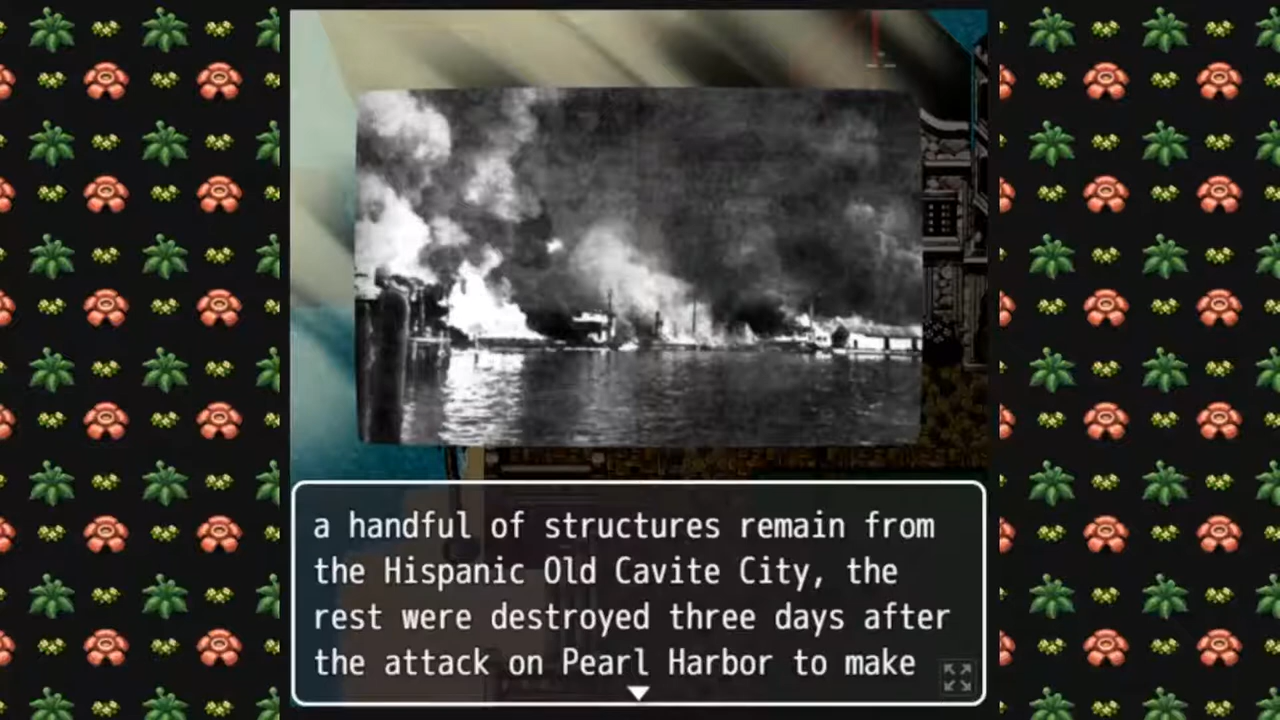 a handful of structures remain from
the Hispanic Old Cavite City, the
rest were destroyed three days after
the attack on Pearl Harbor to make